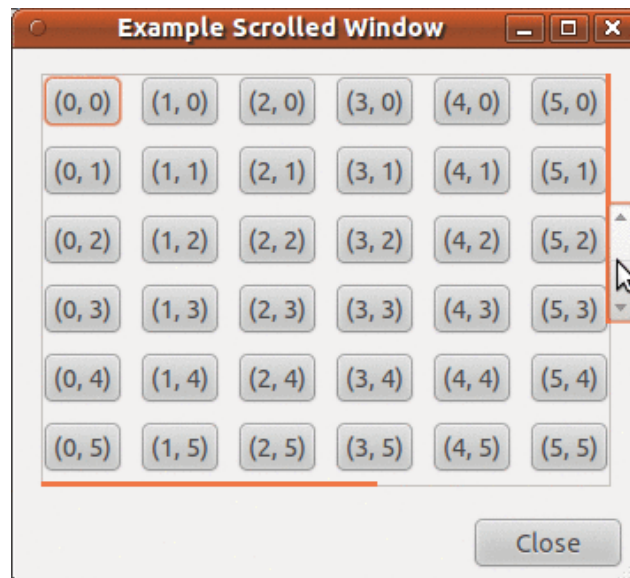 Example Scrolled Window
(0, 0) (1, 0) (2, 0) (3, 0) (4, 0) (5, 0)
(0, 1) (1, 1) (2, 1) (3, 1) (4, 1) (5, 1)
(0, 2) (1, 2) (2, 2) (3, 2) (4, 2) (5, 2)
(0, 3) (1, 3) (2, 3) (3, 3) (4, 3) (5, 3)
(0, 4) (1, 4) (2, 4) (3, 4) (4, 4) (5, 4)
(0, 5) (1, 5) (2, 5) (3, 5) (4, 5) (5, 5)
Close